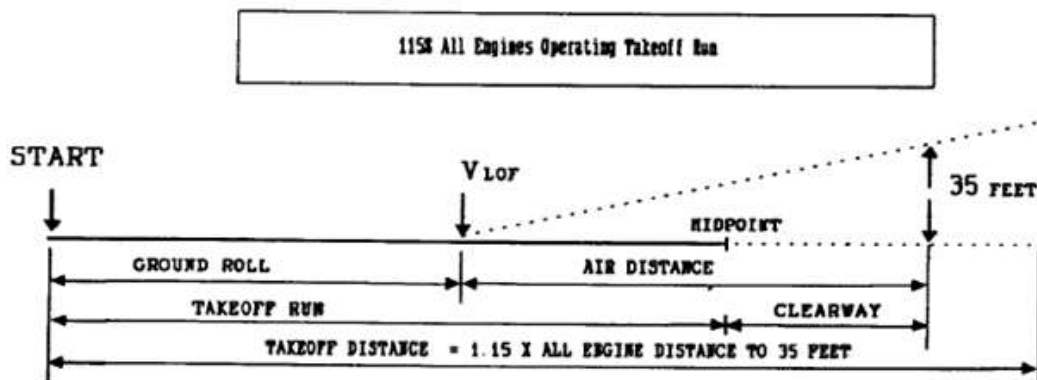 115% All Engines Operating Takeoff Run
START
VLOF
35 FEET
MIDPOINT
GROUND ROLL
AIR DISTANCE
TAKEOFF RUN
CLEARWAY
TAKEOFF DISTANCE = 1.15 X ALL ENGINE DISTANCE TO 35 FEET